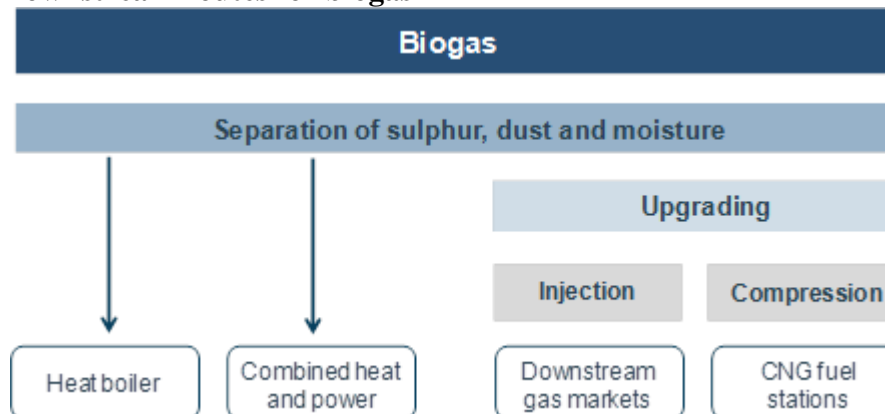 Biogas
Separation of sulphur, dust and moisture
Upgrading
Injection
Compression
Heat boiler
Combined heat
and power
Downstream
gas markets
CNG fuel
stations